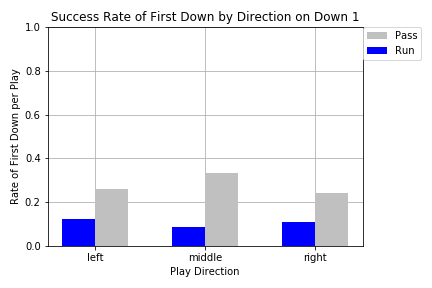 Success Rate of First Down by Direction on Down 1
Pass
Run
Rate of First Down per Play
1.0
0.8
0.6
0.4
0.2
0.0
left middle right
Play Direction